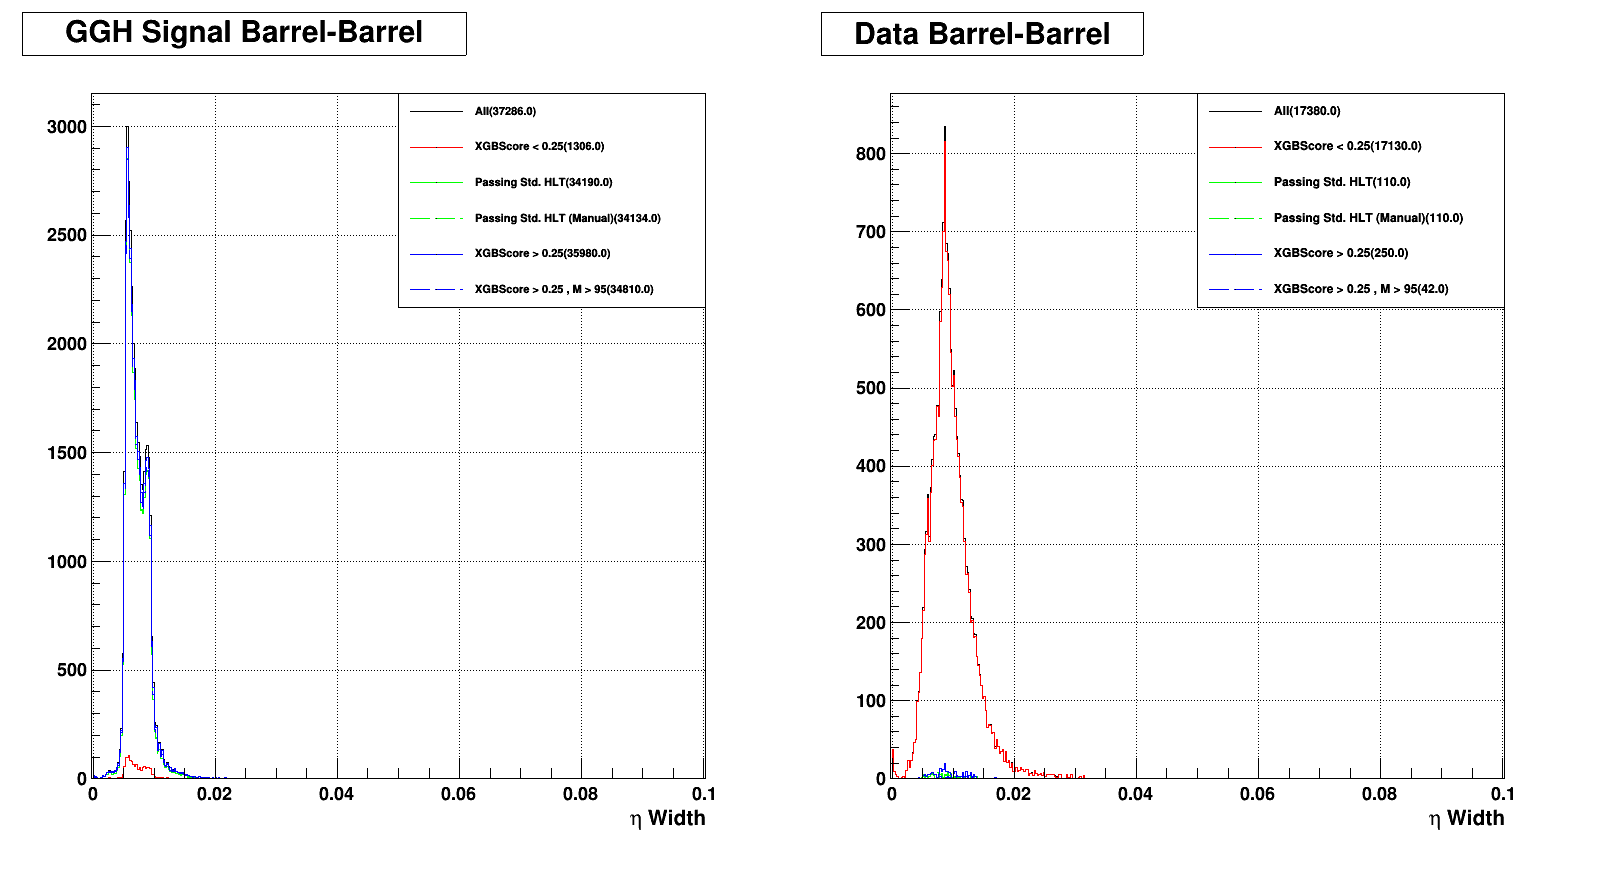 GGH Signal Barrel-Barrel
All(37286.0)
XGBScore < 0.25(1306.0)
Passing Std. HLT(34190.0)
Passing Std. HLT (Manual)(34134.0)
XGBScore > 0.25(35980.0)
XGBScore > 0.25 , M > 95(34810.0)
3000
2500
2000
1500
1000
500
0
0 0.02 0.04 0.06 0.08 0.1
η Width
Data Barrel-Barrel
All(17380.0)
XGBScore < 0.25(17130.0)
Passing Std. HLT(110.0)
Passing Std. HLT (Manual)(110.0)
XGBScore > 0.25(250.0)
XGBScore > 0.25 , M > 95(42.0)
800
700
600
500
400
300
200
100
0
0 0.02 0.04 0.06 0.08 0.1
η Width